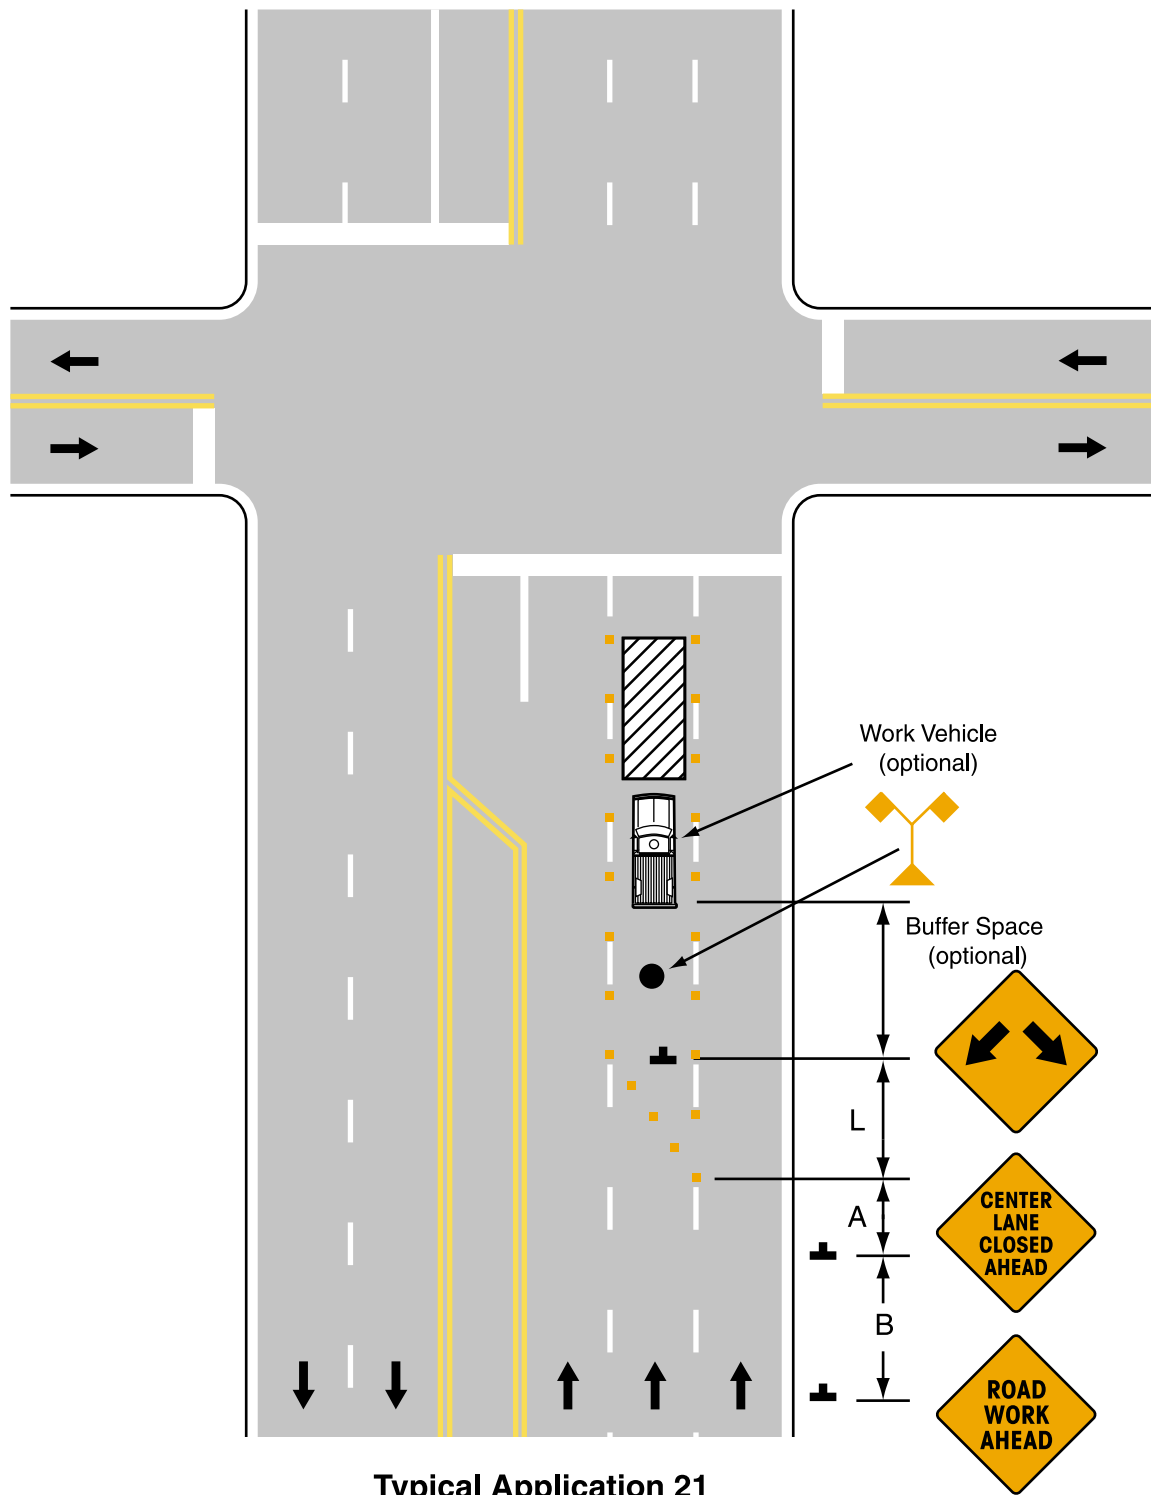 Work Vehicle
(optional)
Buffer Space
(optional)
L
A
CENTER
LANE
CLOSED
AHEAD
B
ROAD
WORK
AHEAD
Typical Application 21